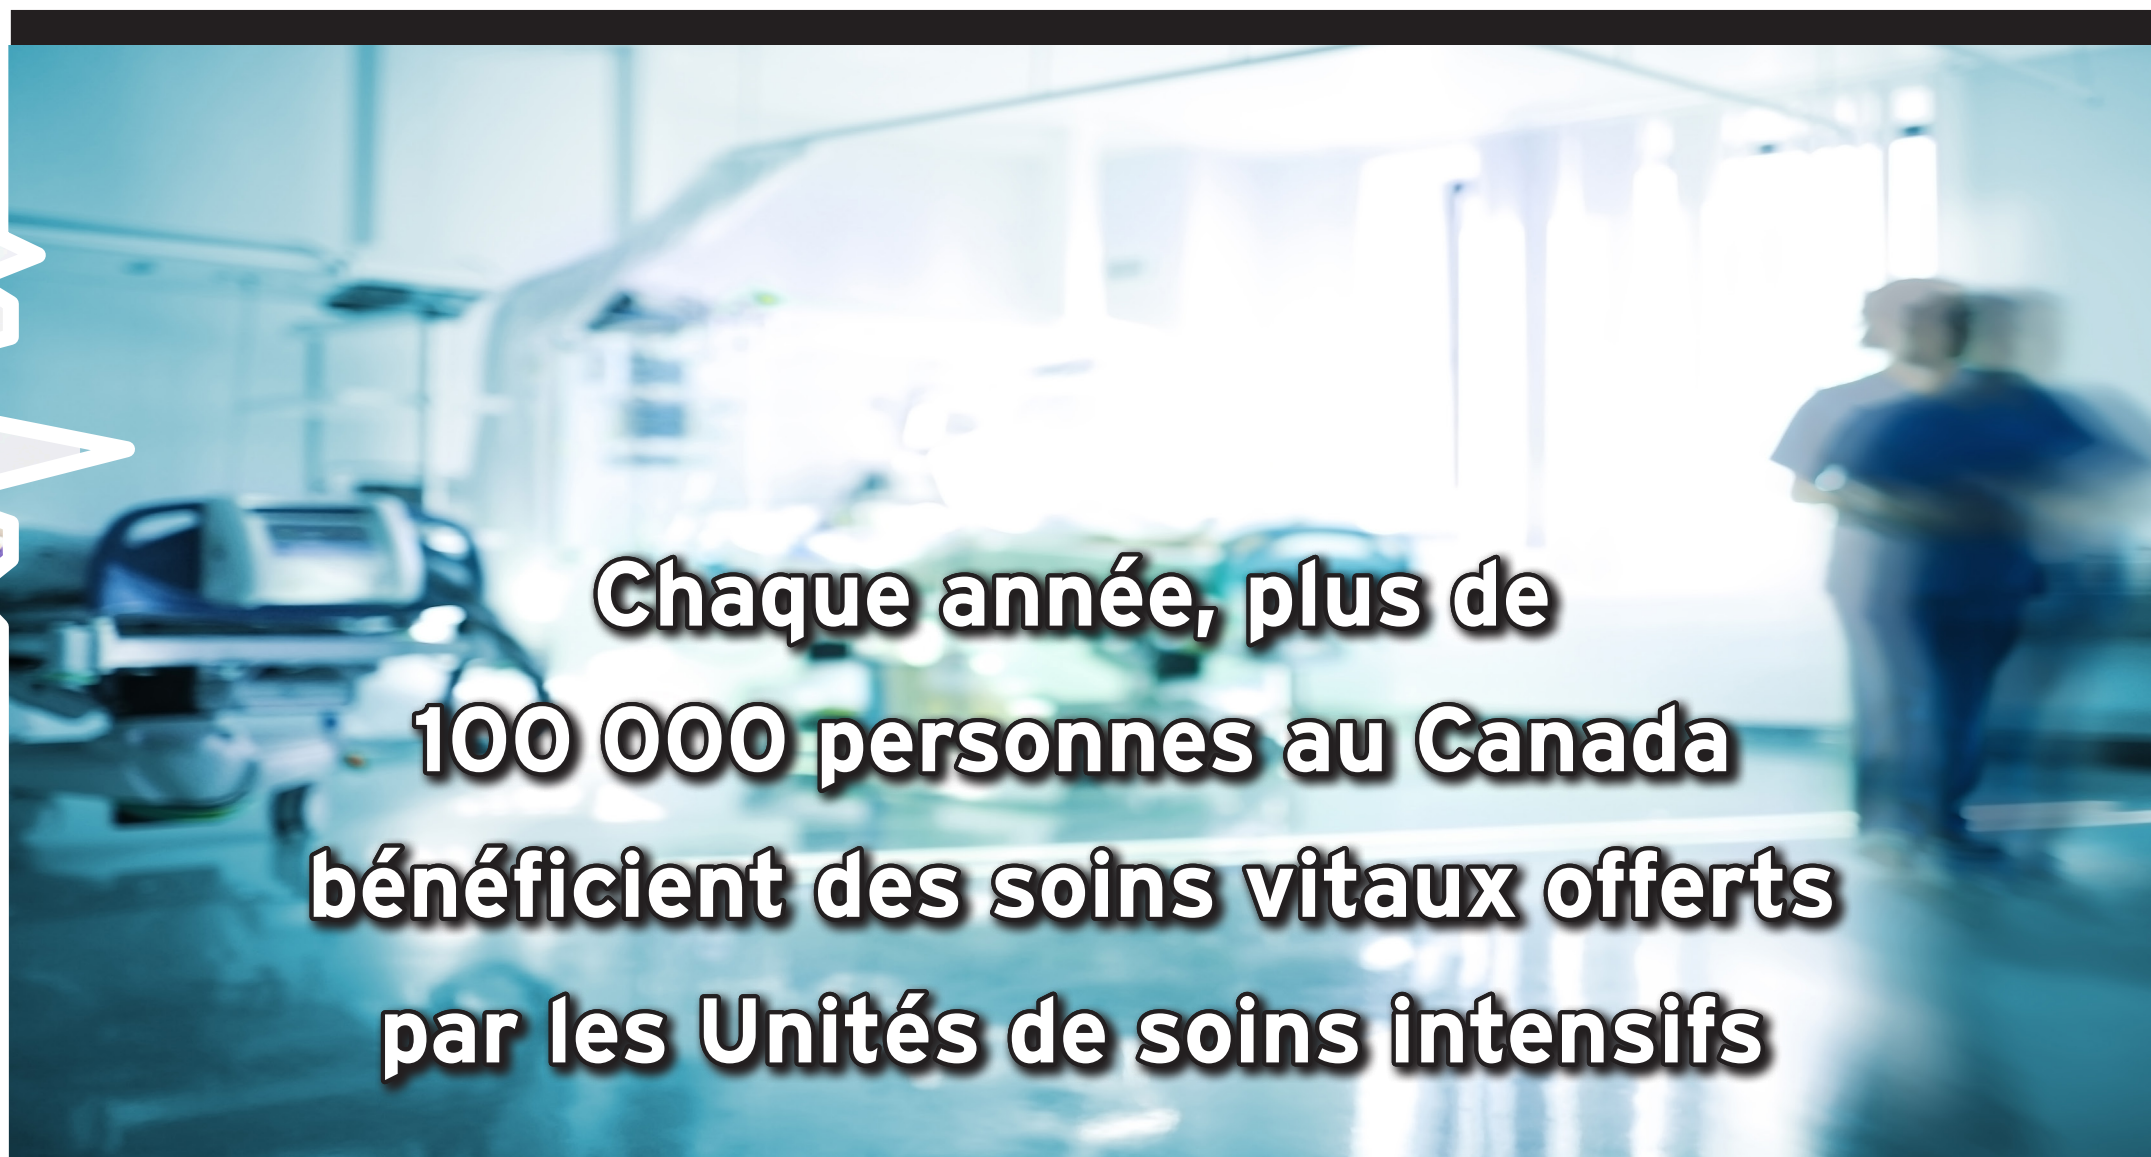 Chaque année, plus de
100 000 personnes au Canada
bénéficient des soins vitaux offerts
par les Unités de soins intensifs